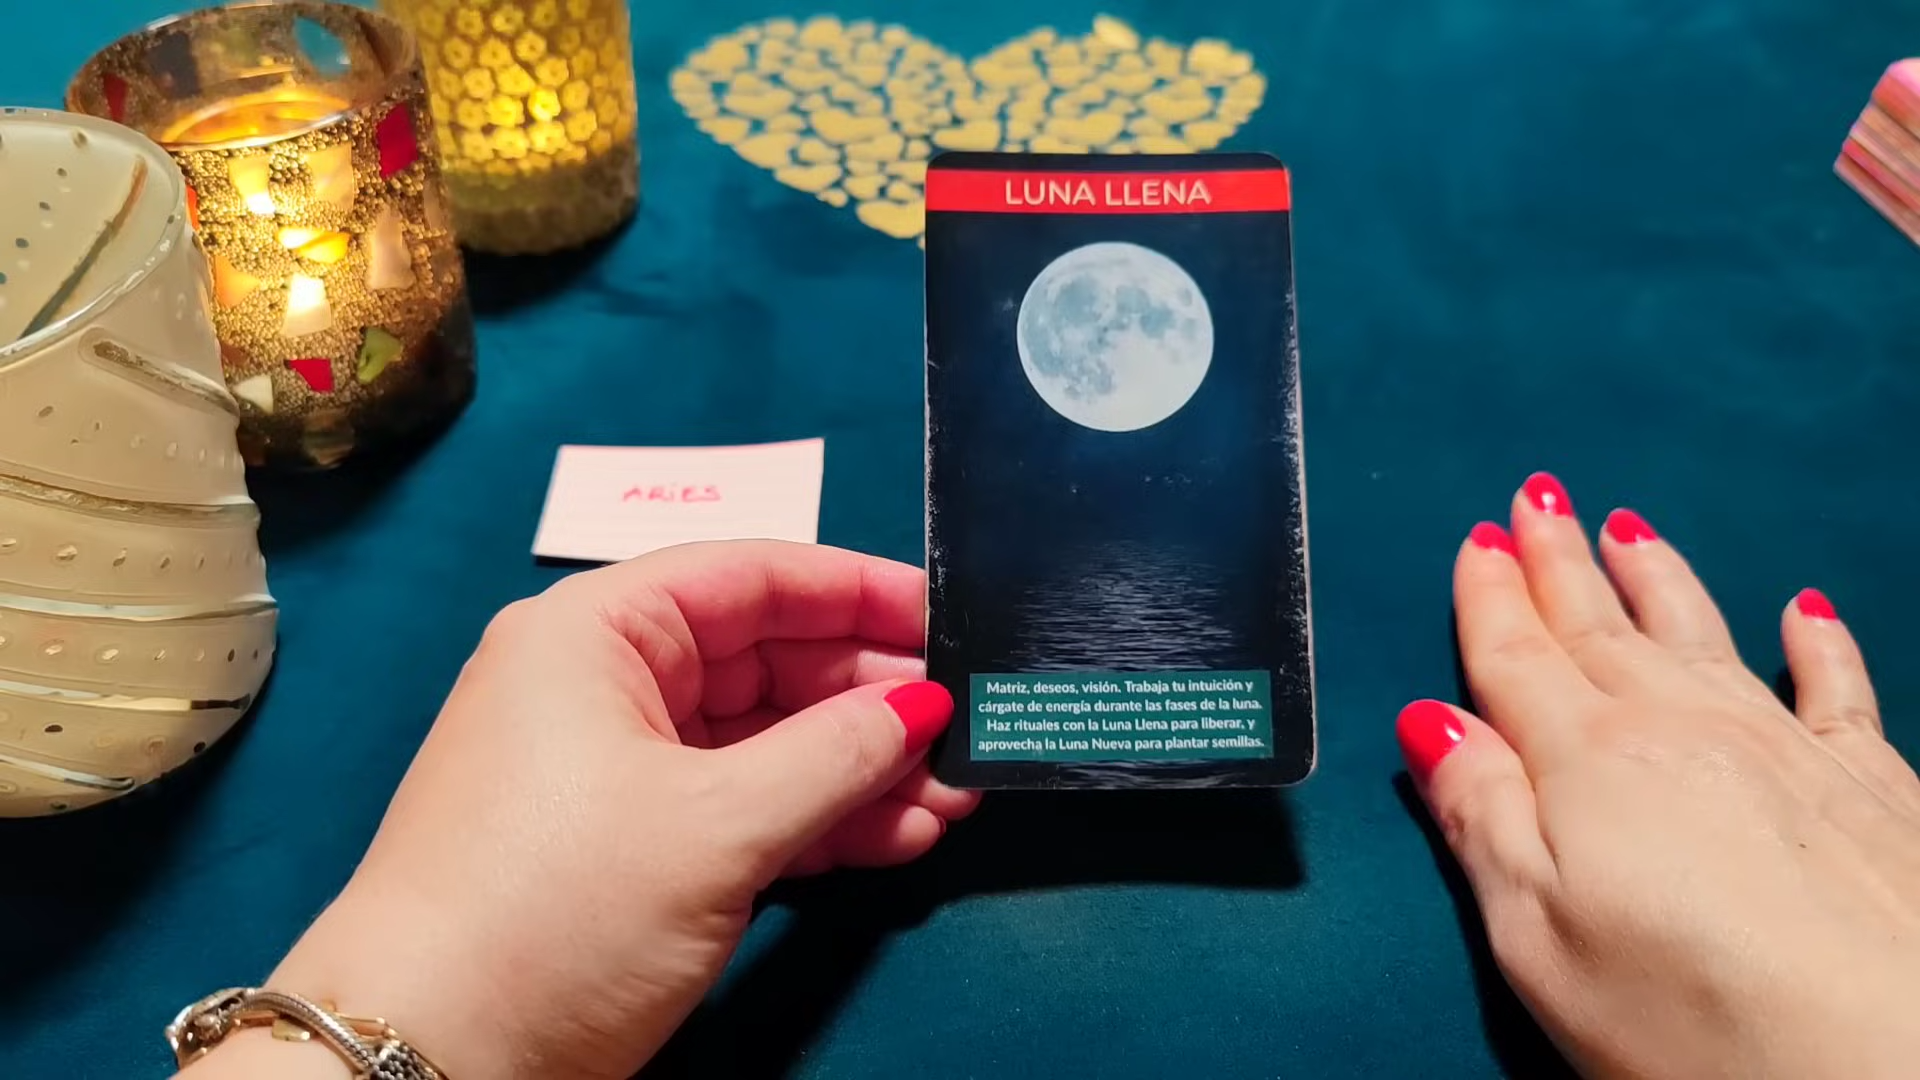 LUNA LLENA
ARIES
Matriz, deseos, visión. Trabaja tu intuición y
cárgate de energía durante las fases de la luna.
Haz rituales con la Luna Llena para liberar, y
aprovecha la Luna Nueva para plantar semillas.